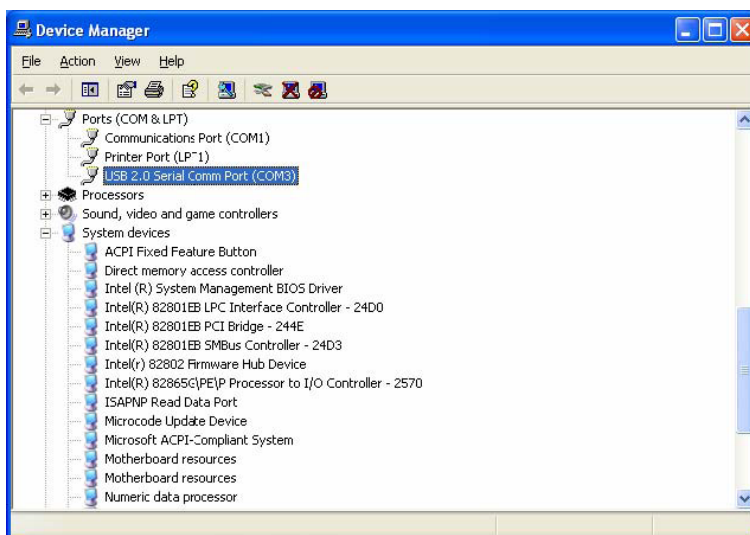 Device Manager
File Action View Help
Ports (COM & LPT)
Communications Port (COM1)
Printer Port (LPT1)
USB 2.0 Serial Comm Port (COM3)
Processors
Sound, video and game controllers
System devices
ACPI Fixed Feature Button
Direct memory access controller
Intel (R) System Management BIOS Driver
Intel(R) 82801EB LPC Interface Controller - 24D0
Intel(R) 82801EB PCI Bridge - 244E
Intel(R) 82801EB SMBus Controller - 24D3
Intel(r) 82802 Firmware Hub Device
Intel(R) 82865G\PE\P Processor to I/O Controller - 2570
ISAPNP Read Data Port
Microcode Update Device
Microsoft ACPI-Compliant System
Motherboard resources
Motherboard resources
Numeric data processor